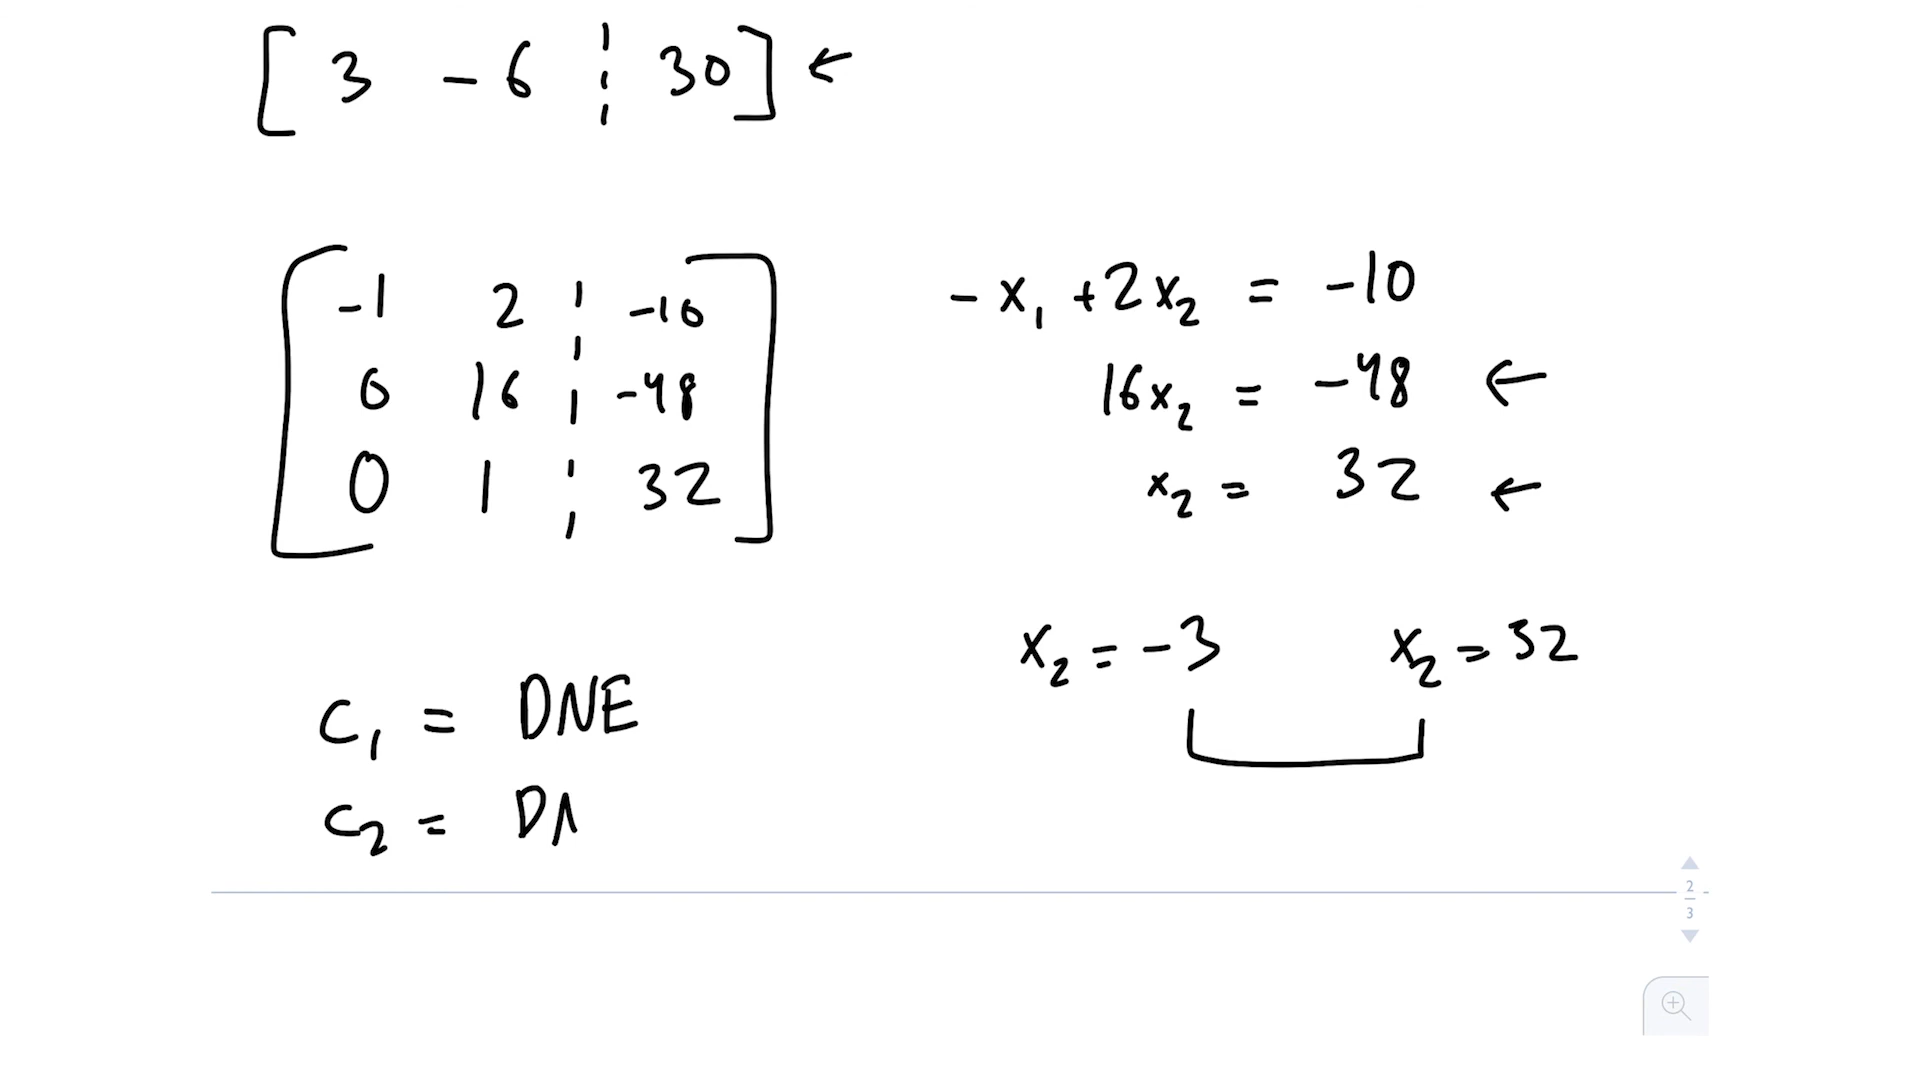 [ 3 -6 ¦ 30 ] ←
-1 2 ¦ -10
0 16 ¦ -48
0 1 ¦ 32
-x₁ + 2x₂ = -10
16x₂ = -48 ←
x₂ = 32 ←
x₂ = -3 x₂ = 32
c₁ = DNE
c₂ = DΛ
2
3